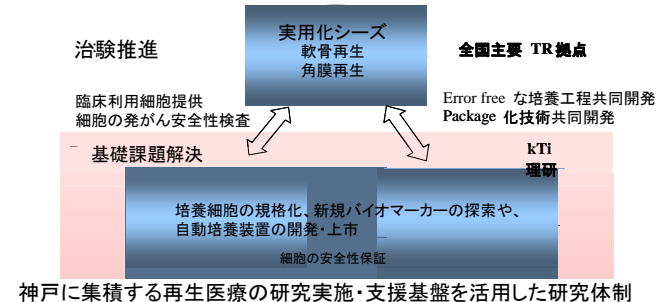 実用化シーズ
軟骨再生
角膜再生
治験推進
全国主要 TR拠点
臨床利用細胞提供
細胞の発がん安全性検査
Error free な培養工程共同開発
Package 化技術共同開発
基礎課題解決
kTi
理研
培養細胞の規格化、新規バイオマーカーの探索や、
自動培養装置の開発・上市
細胞の安全性保証
神戸に集積する再生医療の研究実施・支援基盤を活用した研究体制